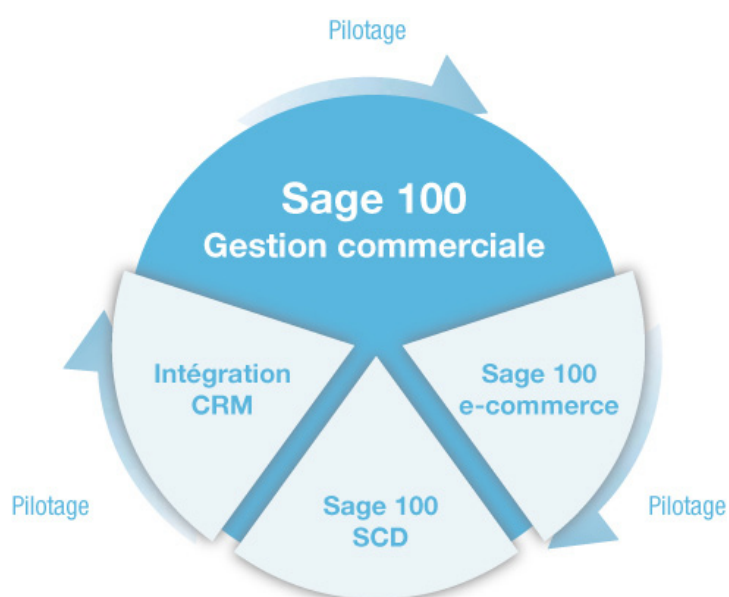 Pilotage
Sage 100
Gestion commerciale
Intégration
CRM
Sage 100
e-commerce
Pilotage
Sage 100
SCD
Pilotage